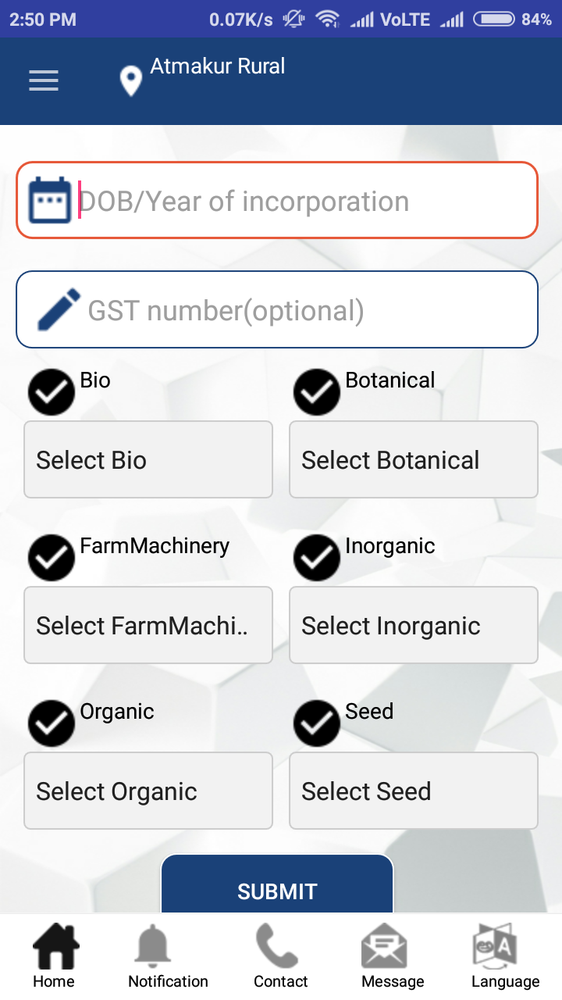 2:50 PM 0.07K/s VoLTE 84%
Atmakur Rural
DOB/Year of incorporation
GST number(optional)
Bio Botanical
Select Bio Select Botanical
FarmMachinery Inorganic
Select FarmMachi.. Select Inorganic
Organic Seed
Select Organic Select Seed
SUBMIT
A
Home Notification Contact Message Language